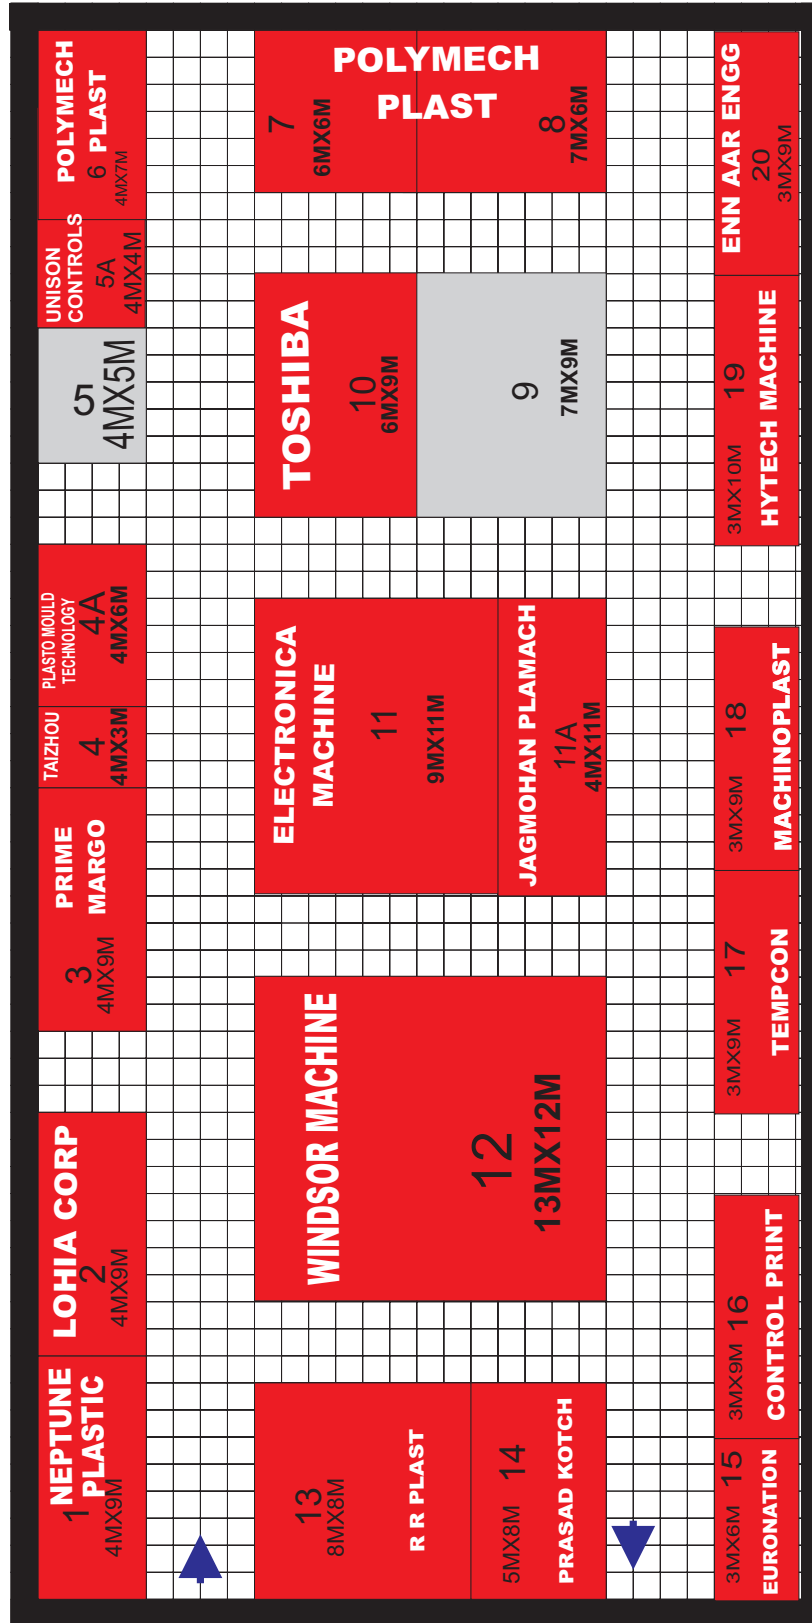 POLYMECH
PLAST
6
4MX7M
UNISON
CONTROLS
5A
4MX4M
5
4MX5M
PLASTO MOULD
TECHNOLOGY
4A
4MX6M
TAIZHOU
4
4MX3M
PRIME
MARGO
3
4MX9M
LOHIA CORP
2
4MX9M
NEPTUNE
PLASTIC
1
4MX9M
POLYMECH
PLAST
7
6MX6M
8
7MX6M
TOSHIBA
10
6MX9M
9
7MX9M
ELECTRONICA
MACHINE
11
9MX11M
JAGMOHAN PLAMACH
11A
4MX11M
WINDSOR MACHINE
12
13MX12M
13
8MX8M
R R PLAST
5MX8M 14
PRASAD KOTCH
ENN AAR ENGG
20
3MX9M
3MX10M 19
HYTECH MACHINE
3MX9M 18
MACHINOPLAST
3MX9M 17
TEMPCON
3MX9M 16
CONTROL PRINT
3MX6M 15
EURONATION